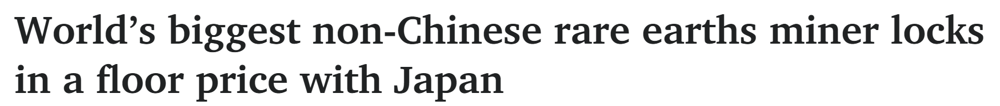 World’s biggest non-Chinese rare earths miner locks
in a floor price with Japan